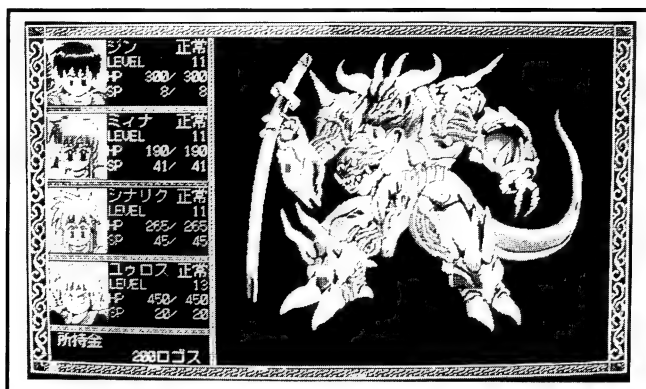 ジン 正常
LEVEL 11
HP 300/ 300
SP 8/ 8
ミィナ 正常
LEVEL 11
HP 190/ 190
SP 41/ 41
シナリク 正常
LEVEL 11
HP 265/ 265
SP 45/ 45
ユゥロス 正常
LEVEL 13
HP 450/ 450
SP 20/ 20
所持金
200ロゴス